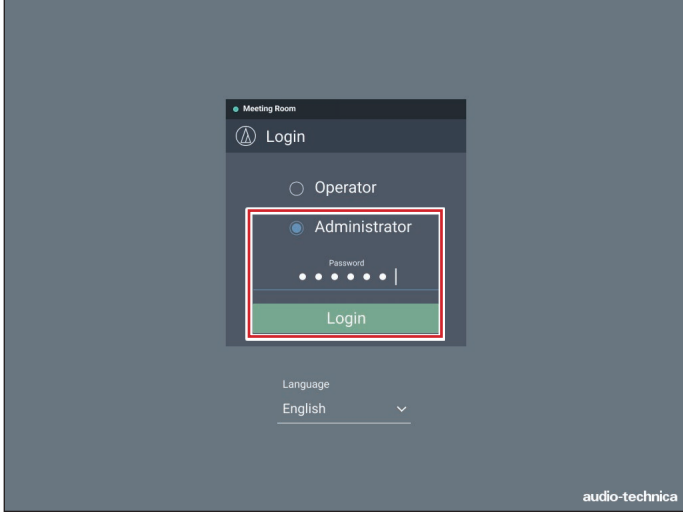 Meeting Room
Login
Operator
Administrator
Password
Login
Language
English
audio-technica